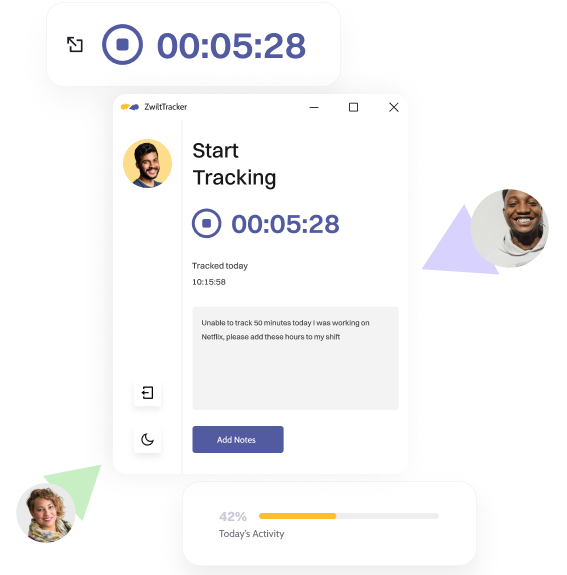 00:05:28
ZwiltTracker
Start
Tracking
00:05:28
Tracked today
10:15:58
Unable to track 50 minutes today I was working on
Netflix, please add these hours to my shift
Add Notes
42%
Today's Activity